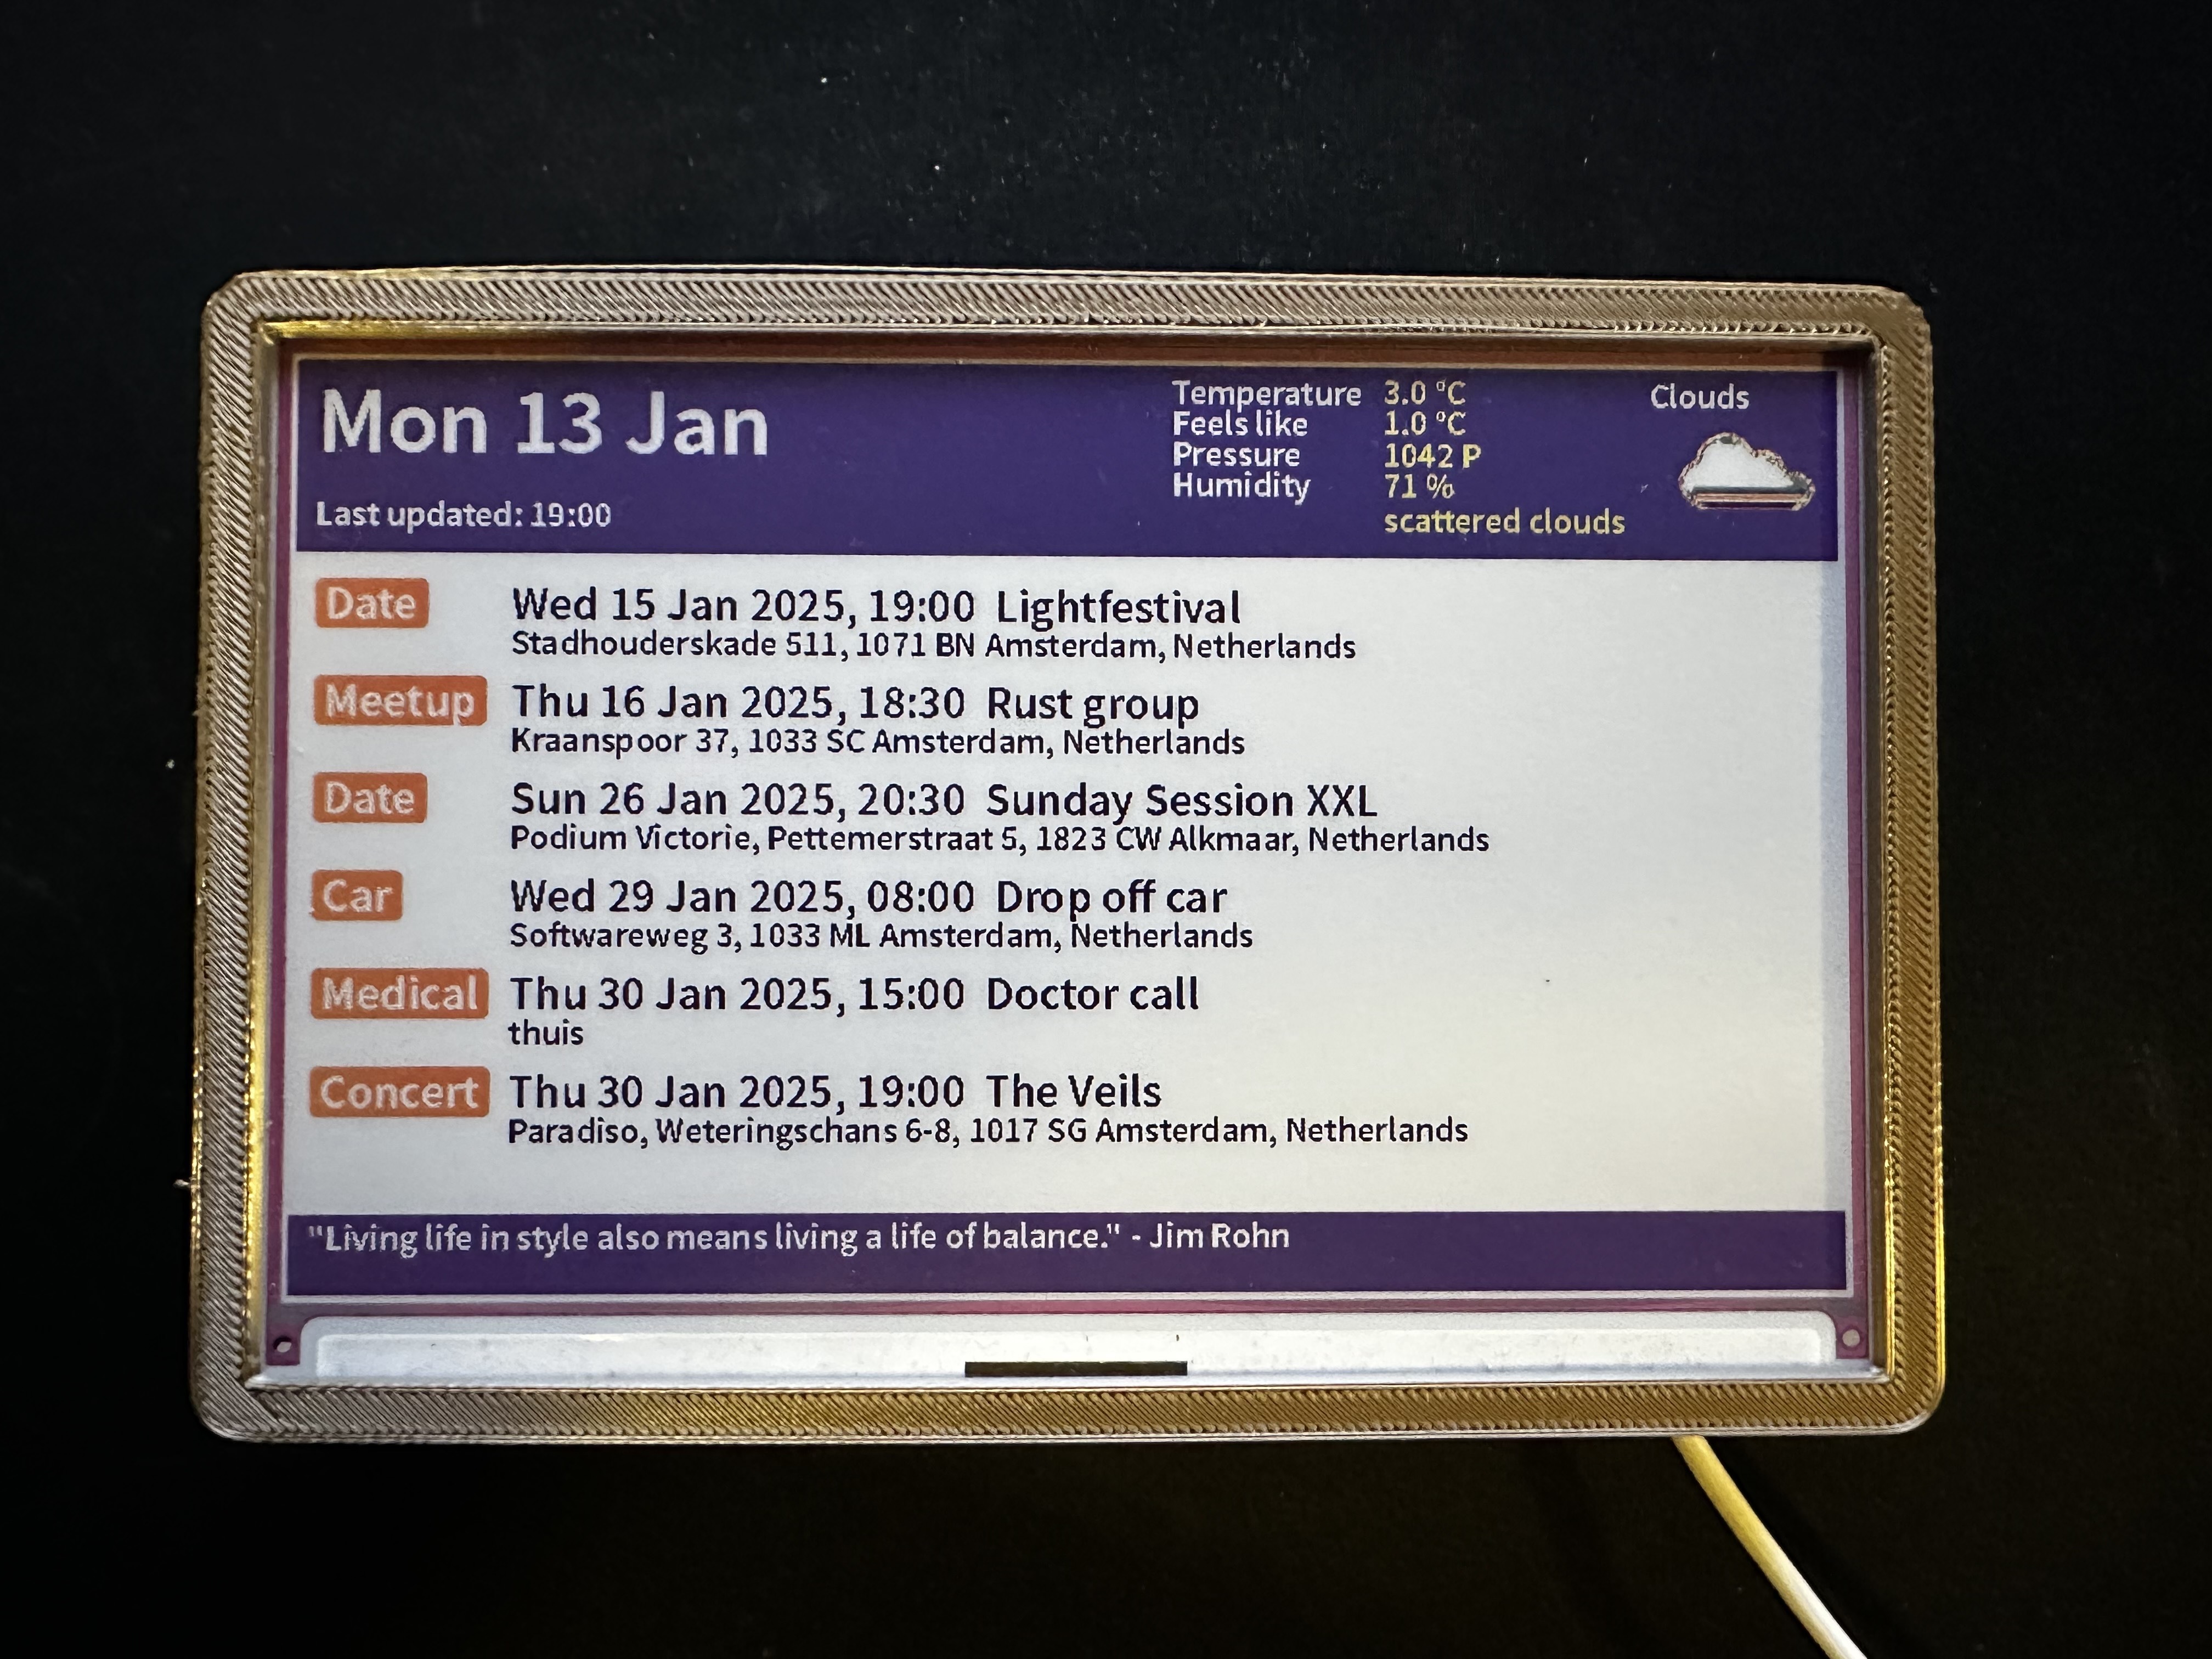 Mon 13 Jan
Last updated: 19:00
Temperature 3.0 °C
Feels like 1.0 °C
Pressure 1042 P
Humidity 71 %
scattered clouds
Clouds
Date Wed 15 Jan 2025, 19:00 Lightfestival
Stadhouderskade 511, 1071 BN Amsterdam, Netherlands
Meetup Thu 16 Jan 2025, 18:30 Rust group
Kraanspoor 37, 1033 SC Amsterdam, Netherlands
Date Sun 26 Jan 2025, 20:30 Sunday Session XXL
Podium Victorie, Pettemerstraat 5, 1823 CW Alkmaar, Netherlands
Car Wed 29 Jan 2025, 08:00 Drop off car
Softwareweg 3, 1033 ML Amsterdam, Netherlands
Medical Thu 30 Jan 2025, 15:00 Doctor call
thuis
Concert Thu 30 Jan 2025, 19:00 The Veils
Paradiso, Weteringschans 6-8, 1017 SG Amsterdam, Netherlands
"Living life in style also means living a life of balance." - Jim Rohn